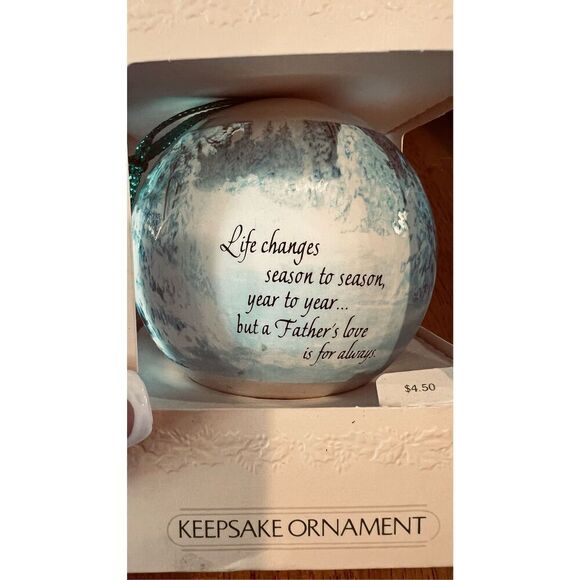 Life changes
season to season,
year to year...
but a Father's love
is for always.
$4.50
KEEPSAKE ORNAMENT